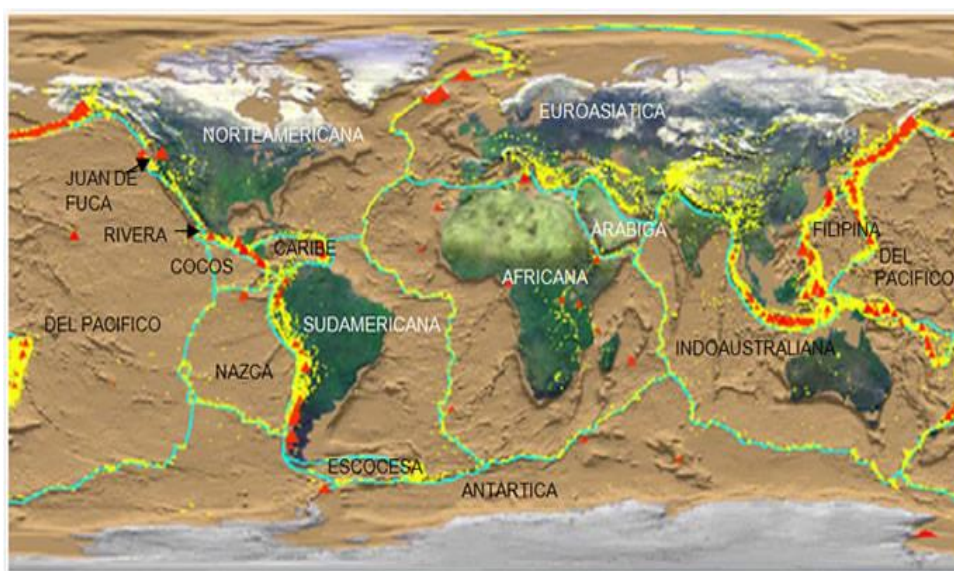 EUROASIATICA
NORTEAMERICANA
JUAN DE
FUCA
RIVERA
COCOS
CARIBE
ARABIGA
FILIPINA
AFRICANA
DEL
PACIFICO
DEL PACIFICO
SUDAMERICANA
NAZCA
INDOAUSTRALIANA
ESCOCESA
ANTÁRTICA